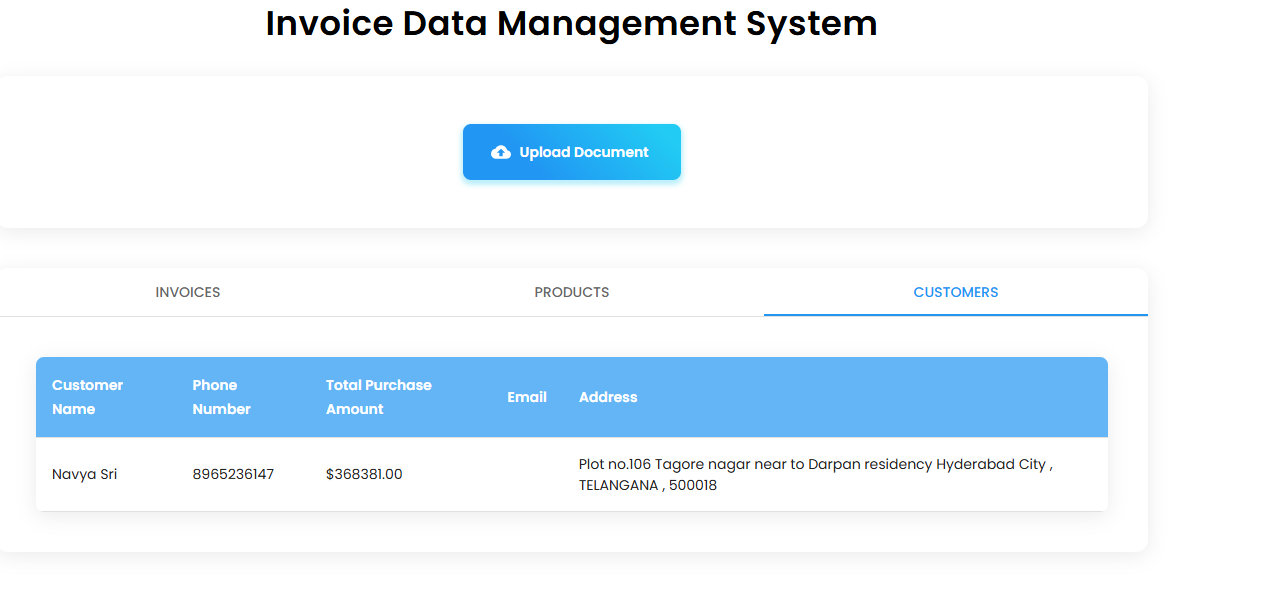 Invoice Data Management System
Upload Document
INVOICES PRODUCTS CUSTOMERS
Customer Name Phone Number Total Purchase Amount Email Address
Navya Sri 8965236147 $368381.00 Plot no.106 Tagore nagar near to Darpan residency Hyderabad City ,
TELANGANA , 500018